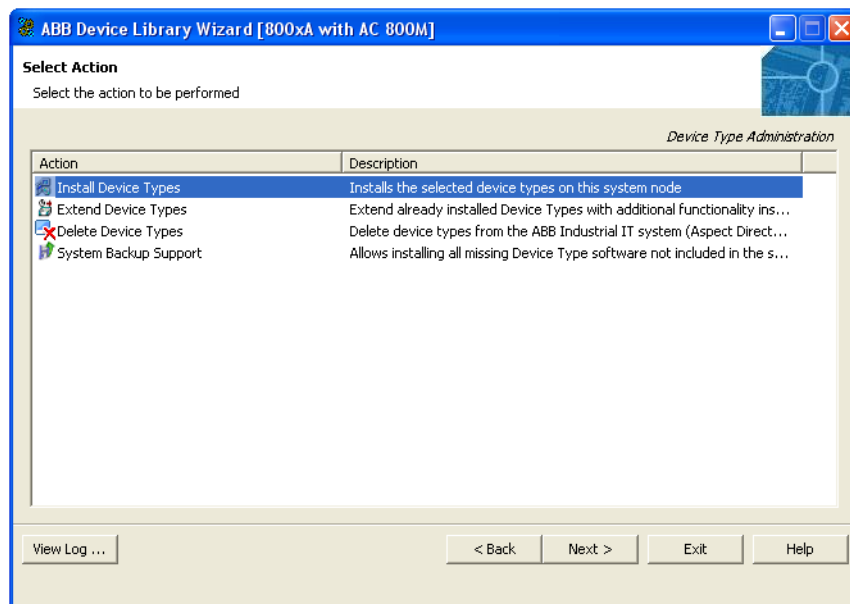 ABB Device Library Wizard [800xA with AC 800M]
Select Action
Select the action to be performed
Device Type Administration
Action Description
Install Device Types Installs the selected device types on this system node
Extend Device Types Extend already installed Device Types with additional functionality ins...
Delete Device Types Delete device types from the ABB Industrial IT system (Aspect Direct...
System Backup Support Allows installing all missing Device Type software not included in the s...
View Log ... < Back Next > Exit Help